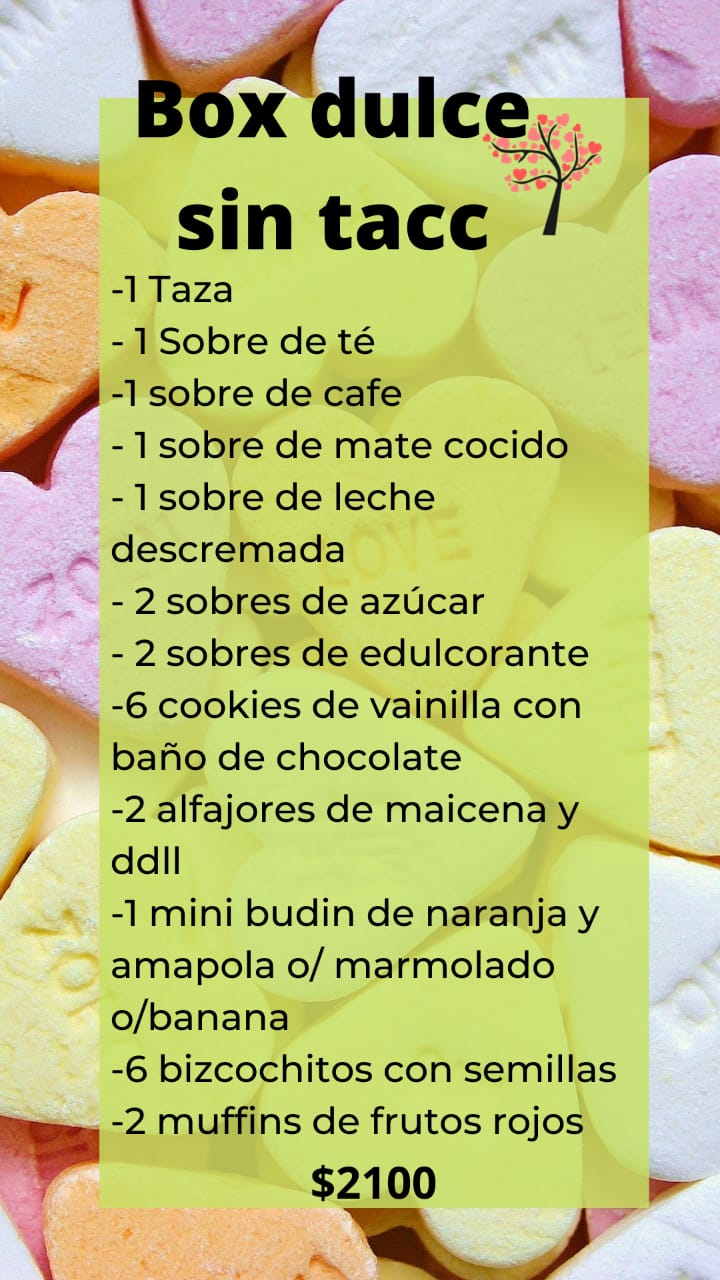 Box dulce
sin tacc
-1 Taza
- 1 Sobre de té
-1 sobre de cafe
- 1 sobre de mate cocido
- 1 sobre de leche
descremada
- 2 sobres de azúcar
- 2 sobres de edulcorante
-6 cookies de vainilla con
baño de chocolate
-2 alfajores de maicena y
ddll
-1 mini budin de naranja y
amapola o/ marmolado
o/banana
-6 bizcochitos con semillas
-2 muffins de frutos rojos
$2100
LOVE